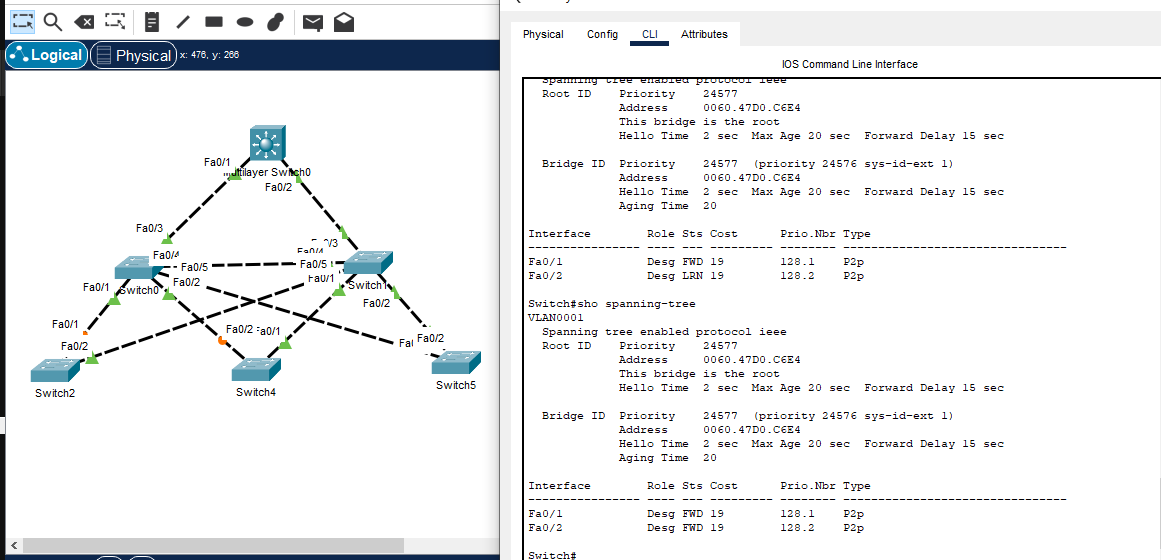 Logical
Physical
x: 476, y: 266
Fa0/1
Multilayer Switch0
Fa0/2
Fa0/3
Fa0/4
Fa0/5
Fa0/4
Fa0/5
Fa0/1
Switch0
Fa0/2
Fa0/1
Switch1
Fa0/2
Fa0/1
Fa0/2
Fa0/2
Fa0/1
Fa0/2
Switch2
Switch4
Switch5
Physical Config CLI Attributes
IOS Command Line Interface
Spanning tree enabled protocol ieee
Root ID Priority 24577
Address 0060.47D0.C6E4
This bridge is the root
Hello Time 2 sec Max Age 20 sec Forward Delay 15 sec
Bridge ID Priority 24577 (priority 24576 sys-id-ext 1)
Address 0060.47D0.C6E4
Hello Time 2 sec Max Age 20 sec Forward Delay 15 sec
Aging Time 20
Interface Role Sts Cost Prio.Nbr Type
---------------- ---- --- --------- -------- --------------------------------
Fa0/1 Desg FWD 19 128.1 P2p
Fa0/2 Desg LRN 19 128.2 P2p
Switch#sho spanning-tree
VLAN0001
Spanning tree enabled protocol ieee
Root ID Priority 24577
Address 0060.47D0.C6E4
This bridge is the root
Hello Time 2 sec Max Age 20 sec Forward Delay 15 sec
Bridge ID Priority 24577 (priority 24576 sys-id-ext 1)
Address 0060.47D0.C6E4
Hello Time 2 sec Max Age 20 sec Forward Delay 15 sec
Aging Time 20
Interface Role Sts Cost Prio.Nbr Type
---------------- ---- --- --------- -------- --------------------------------
Fa0/1 Desg FWD 19 128.1 P2p
Fa0/2 Desg FWD 19 128.2 P2p
Switch#